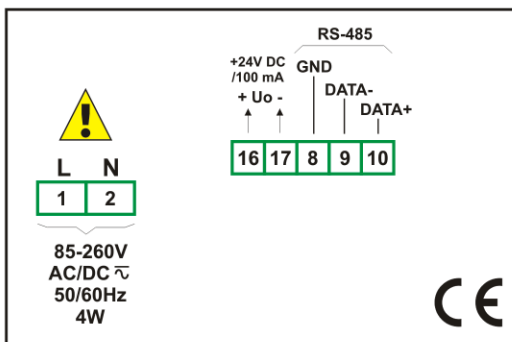 RS-485
+24V DC
/100 mA
GND
+ Uo -
DATA-
DATA+
16 17 8 9 10
!
L N
1 2
85-260V
AC/DC
50/60Hz
4W
CE